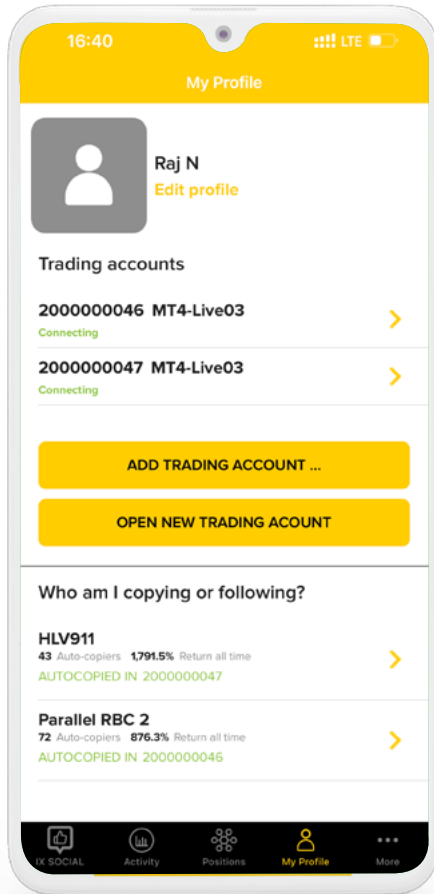 16:40
LTE
My Profile
Raj N
Edit profile
Trading accounts
2000000046 MT4-Live03
Connecting
2000000047 MT4-Live03
Connecting
ADD TRADING ACCOUNT ...
OPEN NEW TRADING ACOUNT
Who am I copying or following?
HLV911
43 Auto-copiers 1,791.5% Return all time
AUTOCOPIED IN 2000000047
Parallel RBC 2
72 Auto-copiers 876.3% Return all time
AUTOCOPIED IN 2000000046
IX SOCIAL Activity Positions My Profile More